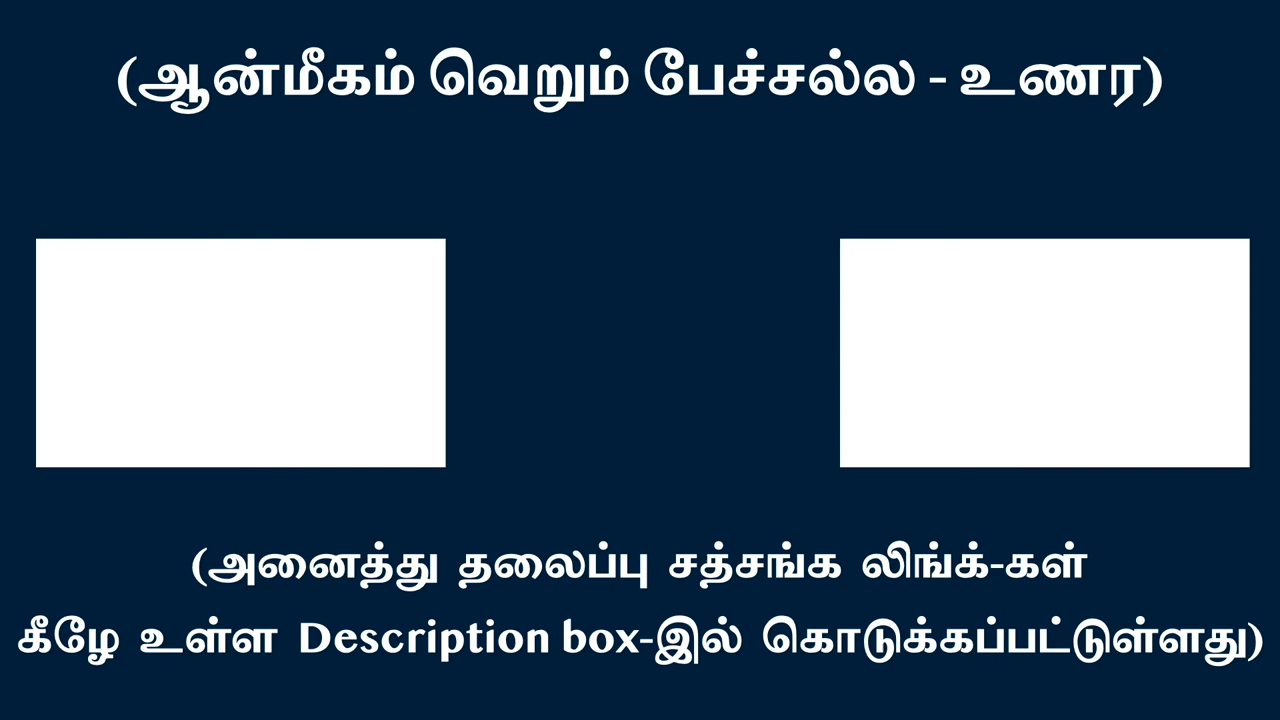 (ஆன்மீகம் வெறும் பேச்சல்ல - உணர)
(அனைத்து தலைப்பு சத்சங்க லிங்க்-கள்
கீழே உள்ள Description box-இல் கொடுக்கப்பட்டுள்ளது)